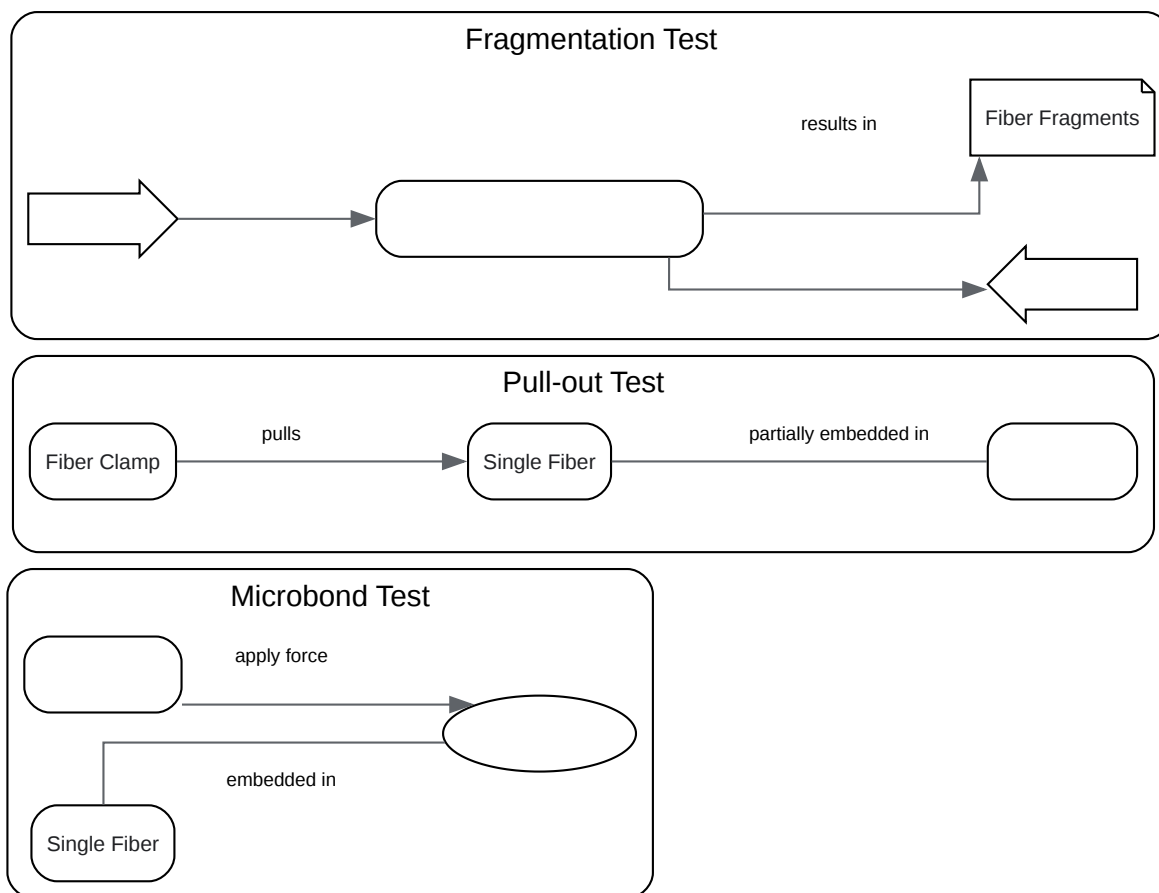 Fragmentation Test
results in
Fiber Fragments
Pull-out Test
pulls
partially embedded in
Fiber Clamp
Single Fiber
Microbond Test
apply force
embedded in
Single Fiber